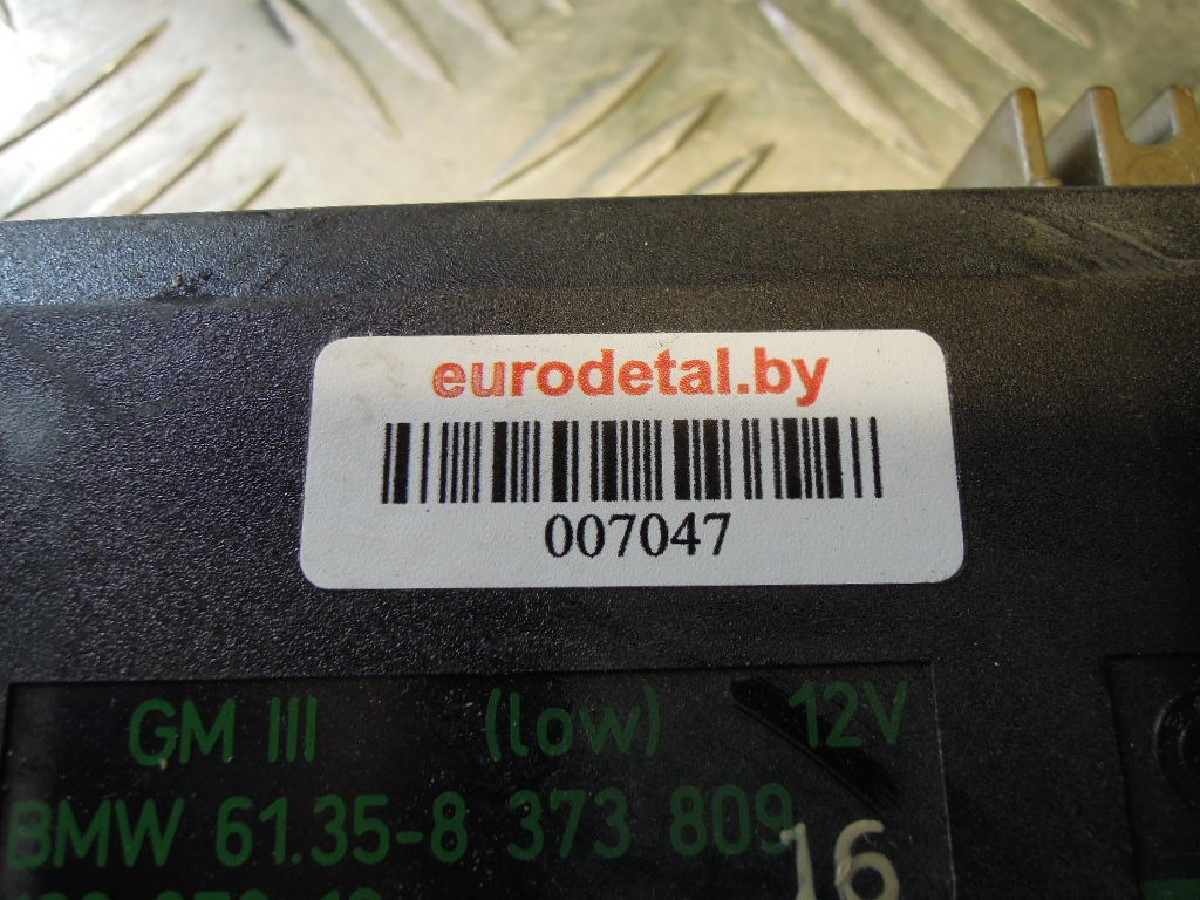 eurodetal.by
007047
GM III (low) 12V
BMW 61.35-8 373 809
16